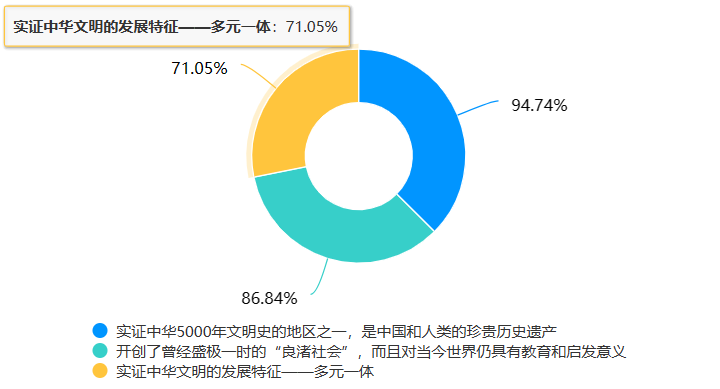 实证中华文明的发展特征——多元一体：71.05%
71.05%
94.74%
86.84%
实证中华5000年文明史的地区之一，是中国和人类的珍贵历史遗产
开创了曾经盛极一时的“良渚社会”，而且对当今世界仍具有教育和启发意义
实证中华文明的发展特征——多元一体